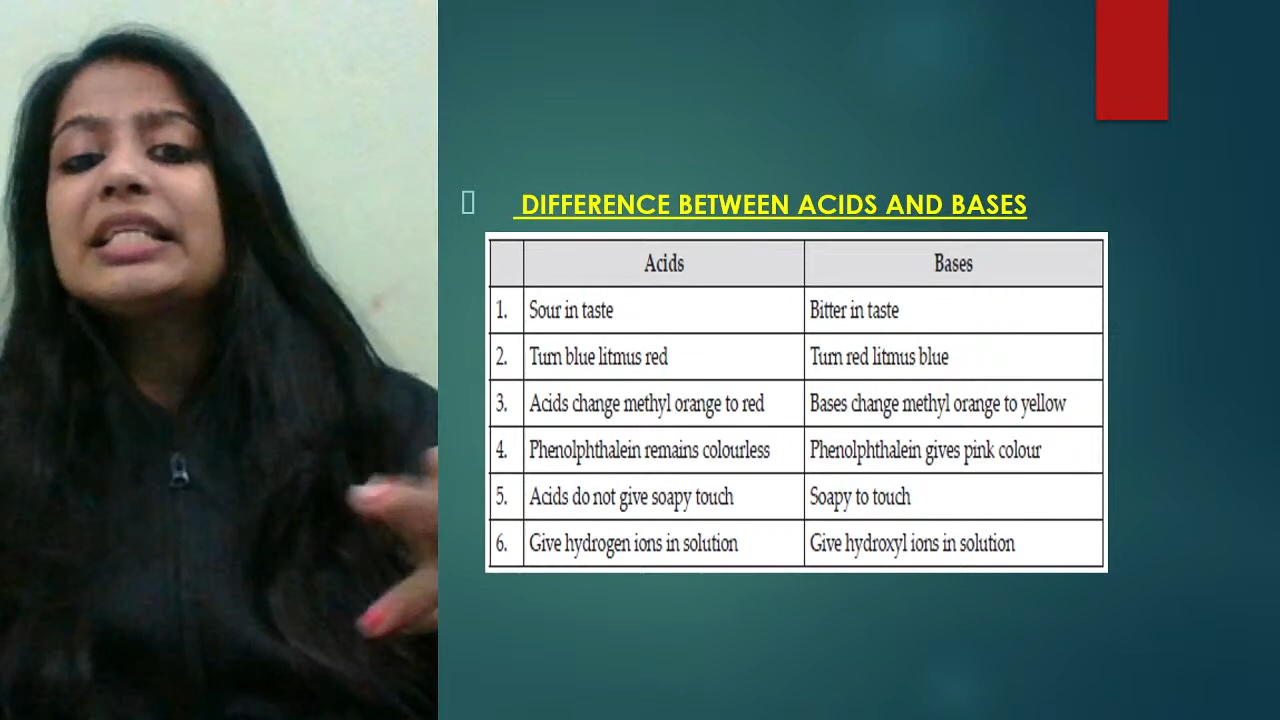 DIFFERENCE BETWEEN ACIDS AND BASES
Acids Bases
1. Sour in taste Bitter in taste
2. Turn blue litmus red Turn red litmus blue
3. Acids change methyl orange to red Bases change methyl orange to yellow
4. Phenolphthalein remains colourless Phenolphthalein gives pink colour
5. Acids do not give soapy touch Soapy to touch
6. Give hydrogen ions in solution Give hydroxyl ions in solution